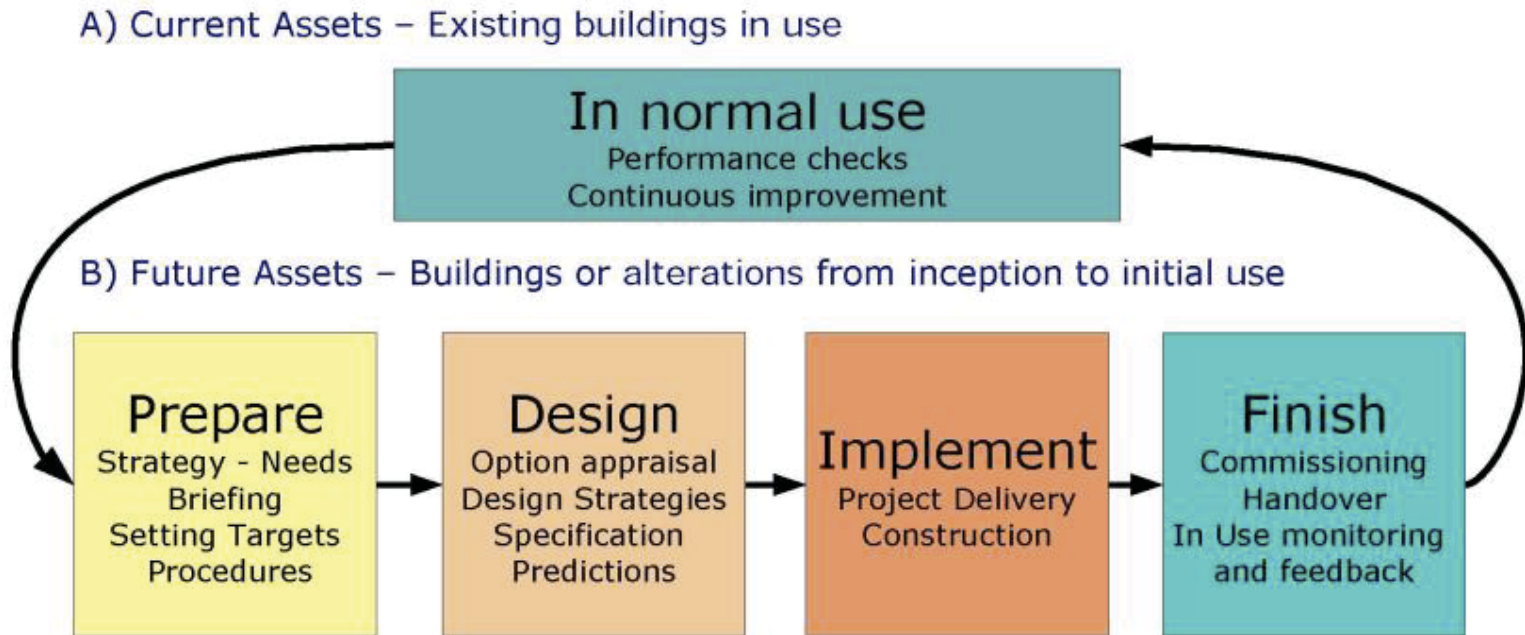 A) Current Assets – Existing buildings in use
In normal use
Performance checks
Continuous improvement
B) Future Assets – Buildings or alterations from inception to initial use
Prepare
Strategy - Needs
Briefing
Setting Targets
Procedures
Design
Option appraisal
Design Strategies
Specification
Predictions
Implement
Project Delivery
Construction
Finish
Commissioning
Handover
In Use monitoring
and feedback